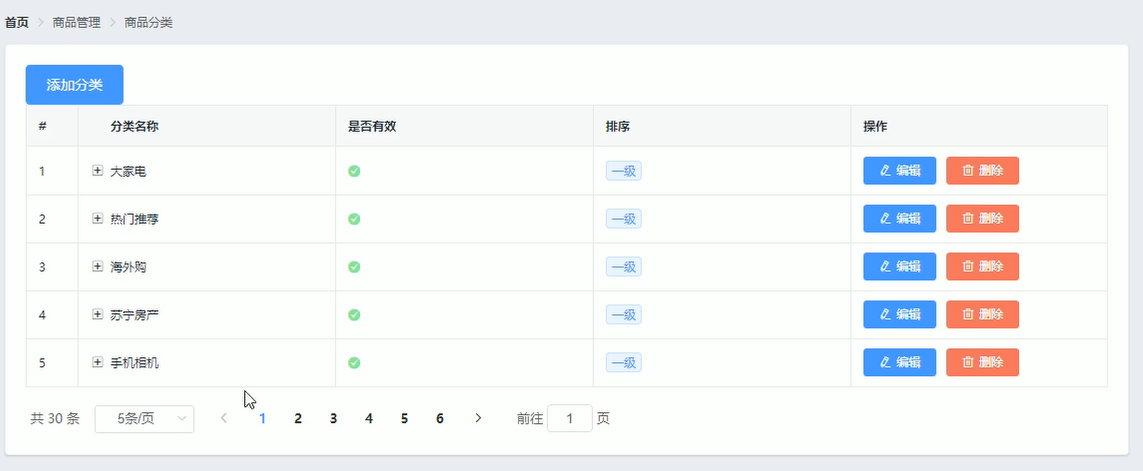 首页 > 商品管理 > 商品分类
添加分类
# 分类名称 是否有效 排序 操作
1 大家电 一级 编辑 删除
2 热门推荐 一级 编辑 删除
3 海外购 一级 编辑 删除
4 苏宁房产 一级 编辑 删除
5 手机相机 一级 编辑 删除
共 30 条 5条/页 < 1 2 3 4 5 6 > 前往 1 页